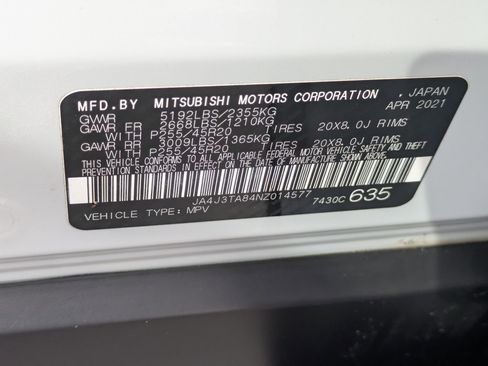 MFD.BY MITSUBISHI MOTORS CORPORATION , JAPAN
GVWR 5192LBS/2355KG APR 2021
GAWR FR 2668LBS/1210KG
WITH P255/45R20 TIRES 20X8.0J RIMS
GAWR RR 3009LBS/1365KG
WITH P255/45R20 TIRES 20X8.0J RIMS
THIS VEHICLE CONFORMS TO ALL APPLICABLE FEDERAL MOTOR VEHICLE SAFETY, BUMPER, AND THEFT
PREVENTION STANDARDS IN EFFECT ON THE DATE OF MANUFACTURE SHOWN ABOVE.
JA4J3TA84NZ014577
VEHICLE TYPE: MPV 7430C 635